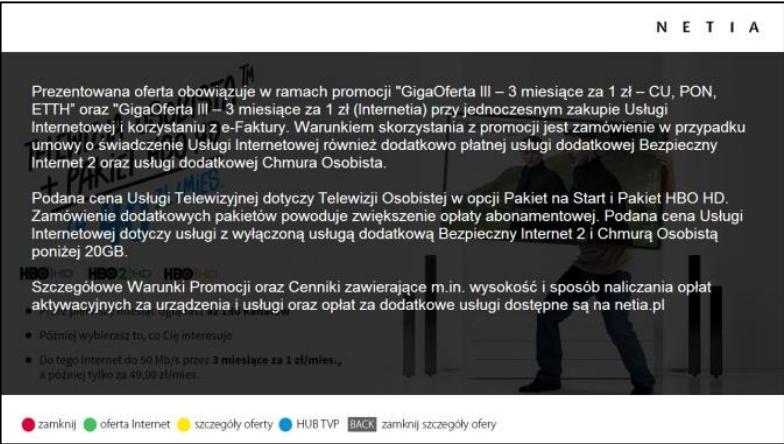 NETIA
Prezentowana oferta obowiązuje w ramach promocji "GigaOferta III – 3 miesiące za 1 zł – CU, PON,
ETTH" oraz "GigaOferta III – 3 miesiące za 1 zł (Internetia) przy jednoczesnym zakupie Usługi
Internetowej i korzystaniu z e-Faktury. Warunkiem skorzystania z promocji jest zamówienie w przypadku
umowy o świadczenie Usługi Internetowej również dodatkowo płatnej usługi dodatkowej Bezpieczny
Internet 2 oraz usługi dodatkowej Chmura Osobista.
Podana cena Usługi Telewizyjnej dotyczy Telewizji Osobistej w opcji Pakiet na Start i Pakiet HBO HD.
Zamówienie dodatkowych pakietów powoduje zwiększenie opłaty abonamentowej. Podana cena Usługi
Internetowej dotyczy usługi z wyłączoną usługą dodatkową Bezpieczny Internet 2 i Chmurą Osobistą
poniżej 20GB.
HBO HD HBO2 HD HBO HD
Szczegółowe Warunki Promocji oraz Cenniki zawierające m.in. wysokość i sposób naliczania opłat
aktywacyjnych za urządzenia i usługi oraz opłat za dodatkowe usługi dostępne są na netia.pl
Później wybierasz to, co Cię interesuje
Do tego Internet do 50 Mb/s przez 3 miesiące za 1 zł/mies.,
a później tylko za 49,90 zł/mies.
zamknij oferta Internet szczegóły oferty HUB TVP BACK zamknij szczegóły ofery